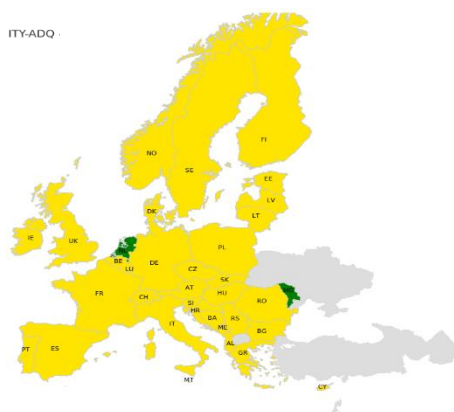 ITY-ADQ
NO
SE
FI
EE
LV
LT
DK
IE
UK
PL
BE
DE
LU
CZ
SK
FR
AT
HU
CH
RO
SI
HR
BA
RS
IT
ME
BG
AL
PT
ES
GR
MT
CY